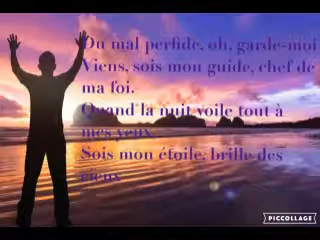 Du mal perfide, oh, garde-moi
Viens, sois mon guide, chef de
ma foi.
Quand la nuit voile tout à
mes yeux,
Sois mon étoile, brille des
cieux
PICCOLLAGE